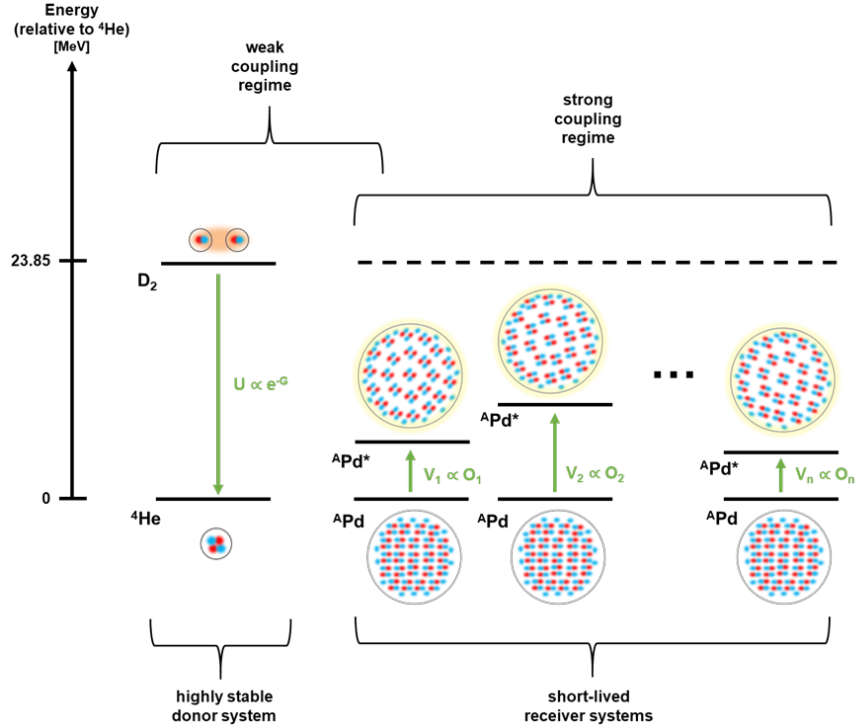 Energy
(relative to ⁴He)
[MeV]
weak
coupling
regime
strong
coupling
regime
23.85
D₂
U ∝ e⁻ᴳ
ᴬPd*
ᴬPd*
ᴬPd*
V₁ ∝ O₁
V₂ ∝ O₂
Vₙ ∝ Oₙ
...
0
⁴He
ᴬPd
ᴬPd
ᴬPd
highly stable
donor system
short-lived
receiver systems